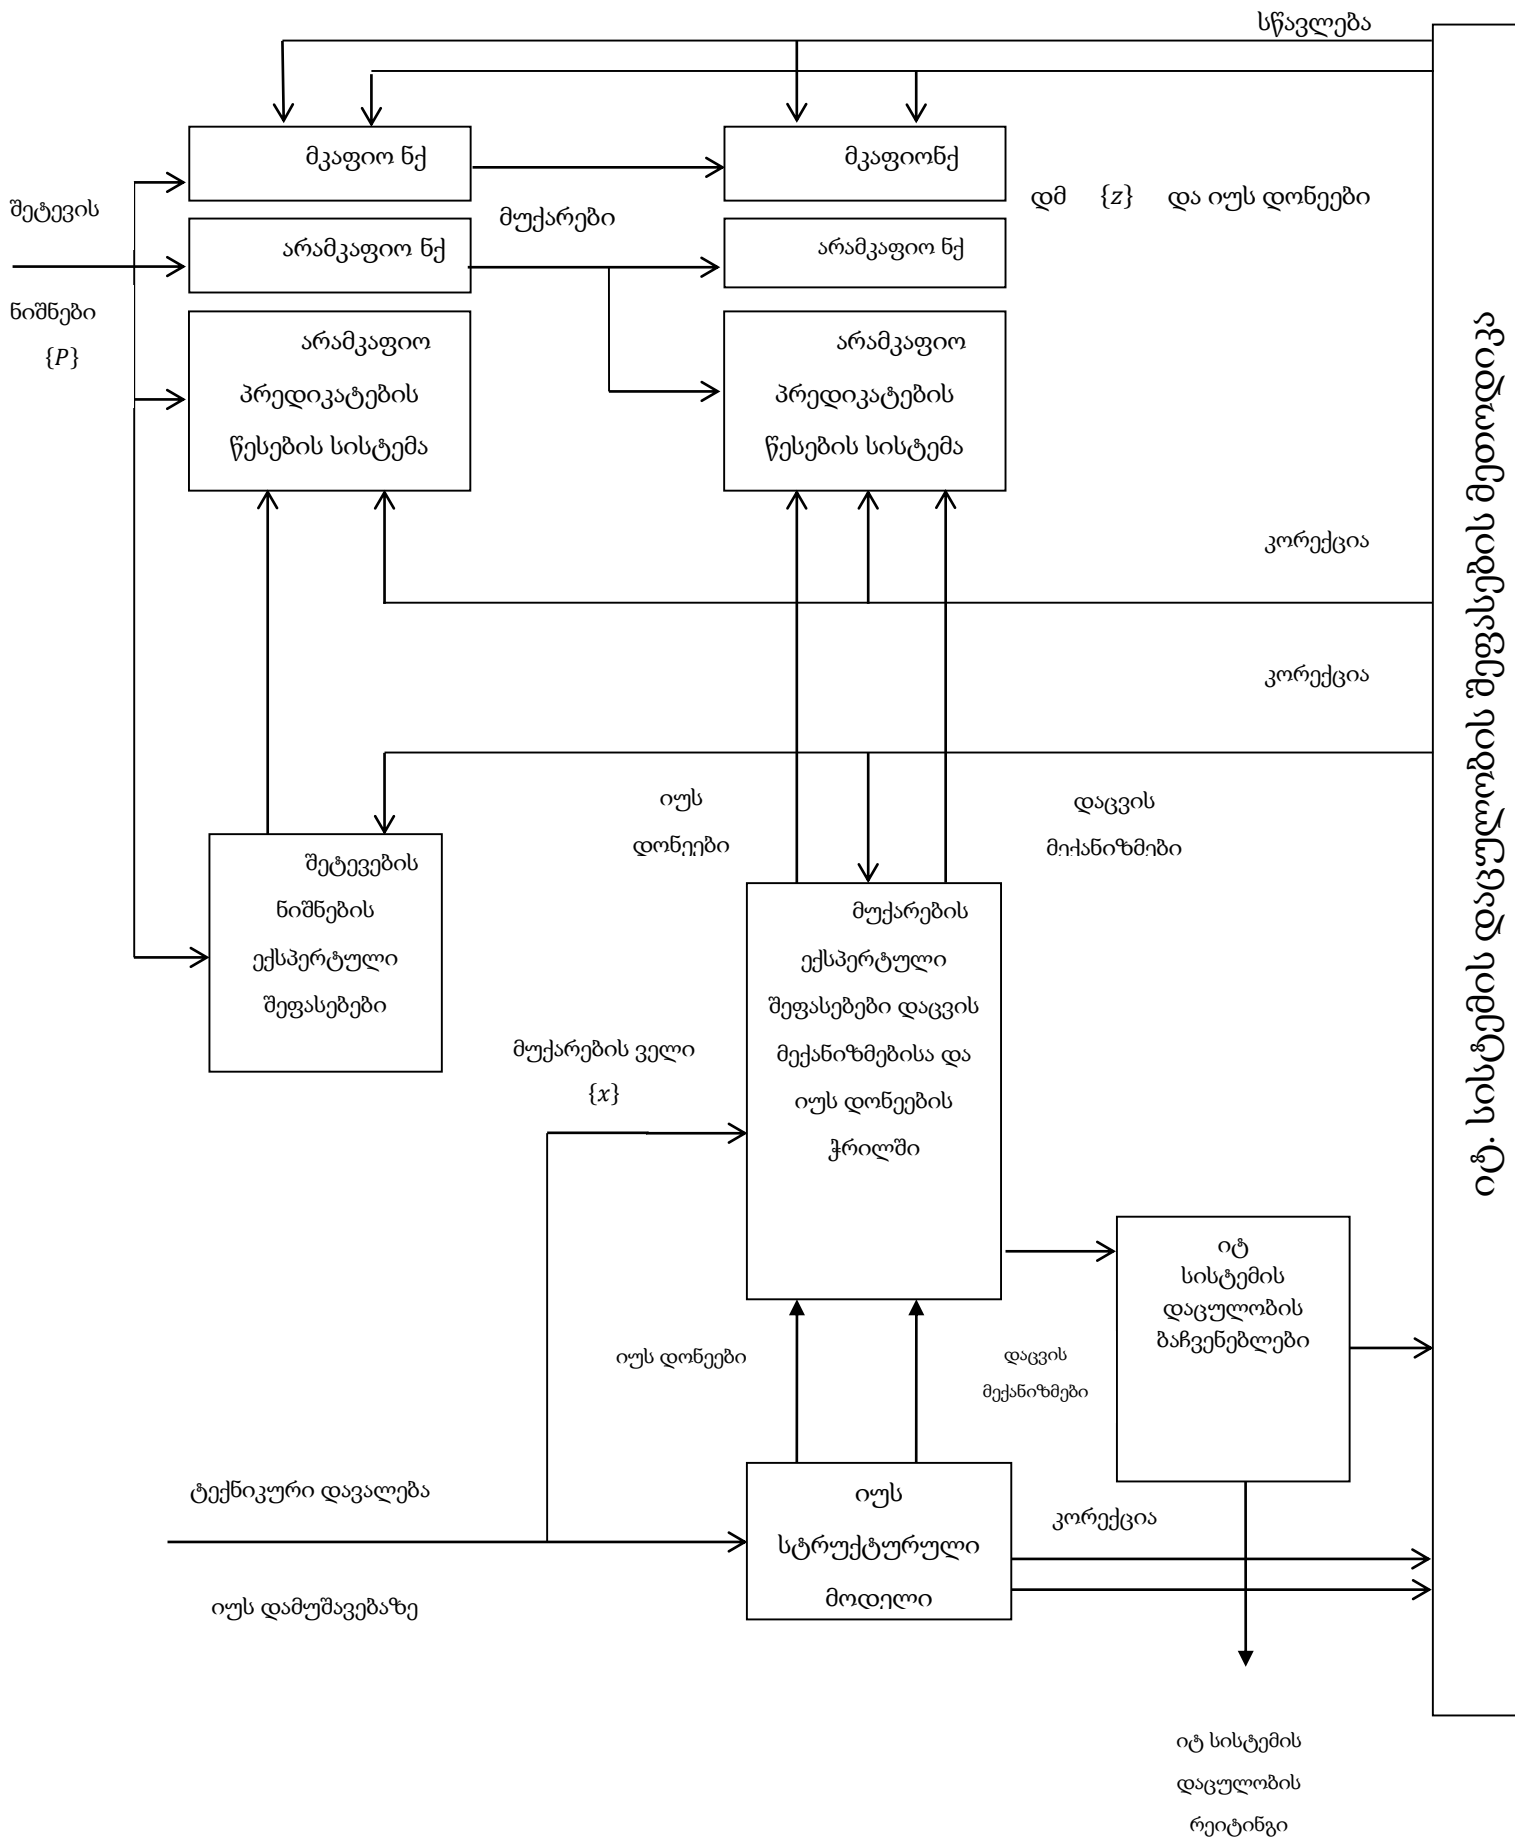 სწავლება
მკაფიო ნქ
მკაფიონქ
დმ {z} და იუს დონეები
შეტევის
მუქარები
არამკაფიო ნქ
არამკაფიო ნქ
ნიშნები
{P}
არამკაფიო
პრედიკატების
წესების სისტემა
არამკაფიო
პრედიკატების
წესების სისტემა
კორექცია
კორექცია
იუს
დონეები
დაცვის
მექანიზმები
შეტევების
ნიშნების
ექსპერტული
შეფასებები
მუქარების
ექსპერტული
შეფასებები დაცვის
მექანიზმებისა და
იუს დონეების
ჭრილში
მუქარების ველი
{x}
იტ
სისტემის
დაცულობის
ბაჩვენებლები
იუს დონეები
დაცვის
მექანიზმები
ტექნიკური დავალება
იუს დამუშავებაზე
იუს
სტრუქტურული
მოდელი
კორექცია
იტ სისტემის
დაცულობის
რეიტინგი
იტ. სისტემის დაცულობის შეფასების მეთოდიკა